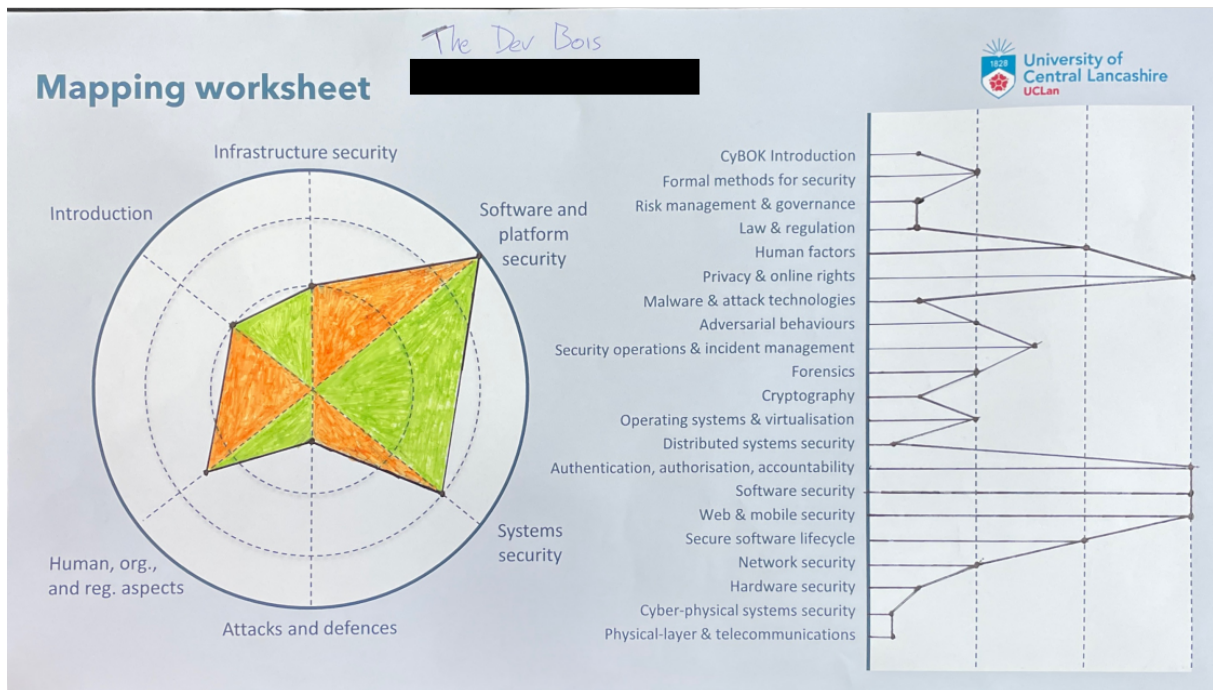 The Dev Bois
Mapping worksheet
1828
University of
Central Lancashire
UCLan
Infrastructure security
Introduction
Software and
platform
security
Systems
security
Human, org.,
and reg. aspects
Attacks and defences
CyBOK Introduction
Formal methods for security
Risk management & governance
Law & regulation
Human factors
Privacy & online rights
Malware & attack technologies
Adversarial behaviours
Security operations & incident management
Forensics
Cryptography
Operating systems & virtualisation
Distributed systems security
Authentication, authorisation, accountability
Software security
Web & mobile security
Secure software lifecycle
Network security
Hardware security
Cyber-physical systems security
Physical-layer & telecommunications